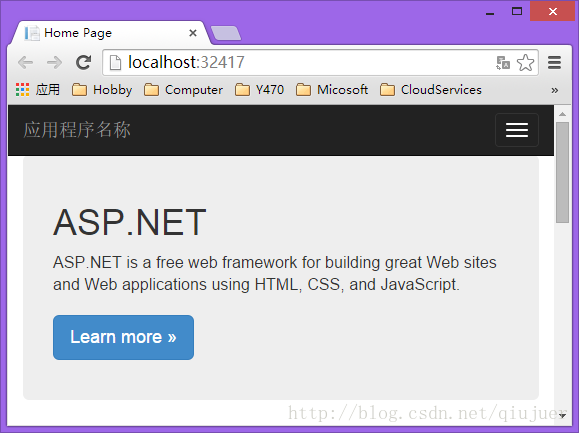 Home Page
localhost:32417
应用 Hobby Computer Y470 Micosoft CloudServices »
应用程序名称
ASP.NET
ASP.NET is a free web framework for building great Web sites
and Web applications using HTML, CSS, and JavaScript.
Learn more »
http://blog.csdn.net/qiujuer